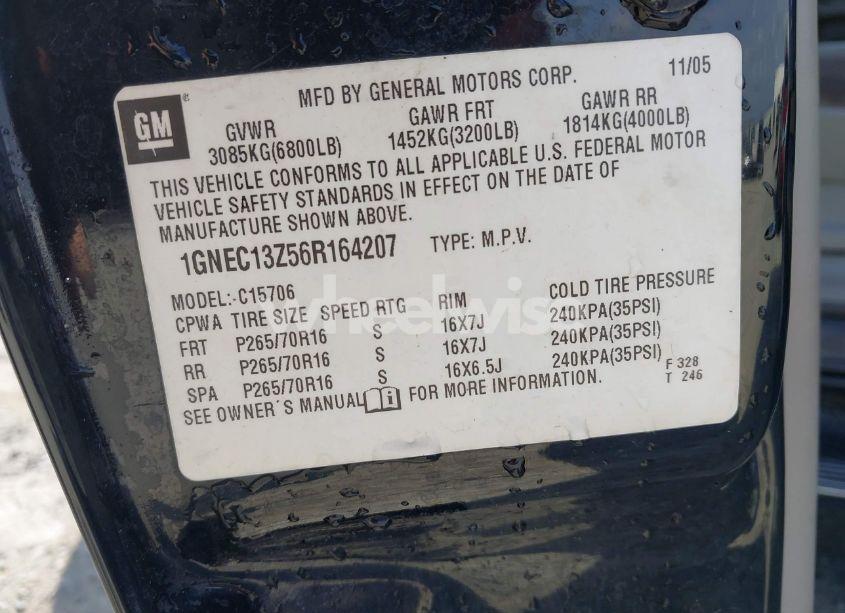 MFD BY GENERAL MOTORS CORP. 11/05
GM
GVWR GAWR FRT GAWR RR
3085KG(6800LB) 1452KG(3200LB) 1814KG(4000LB)
THIS VEHICLE CONFORMS TO ALL APPLICABLE U.S. FEDERAL MOTOR
VEHICLE SAFETY STANDARDS IN EFFECT ON THE DATE OF
MANUFACTURE SHOWN ABOVE.
1GNEC13Z56R164207 TYPE: M.P.V.
MODEL:-C15706
CPWA TIRE SIZE SPEED RTG RIM COLD TIRE PRESSURE
FRT P265/70R16 S 16X7J 240KPA(35PSI)
RR P265/70R16 S 16X7J 240KPA(35PSI)
SPA P265/70R16 S 16X6.5J 240KPA(35PSI)
SEE OWNER'S MANUAL FOR MORE INFORMATION.
F 328
T 246
wheelwise